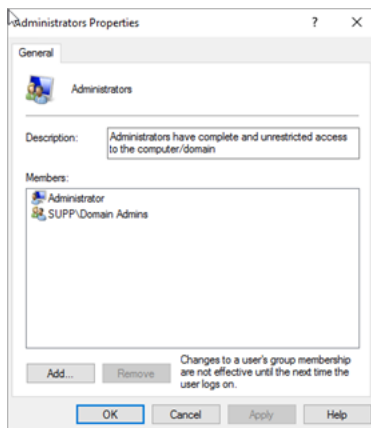 Administrators Properties
?
General
Administrators
Description:
Administrators have complete and unrestricted access
to the computer/domain
Members:
Administrator
SUPP\Domain Admins
Add...
Remove
Changes to a user's group membership
are not effective until the next time the
user logs on.
OK
Cancel
Apply
Help